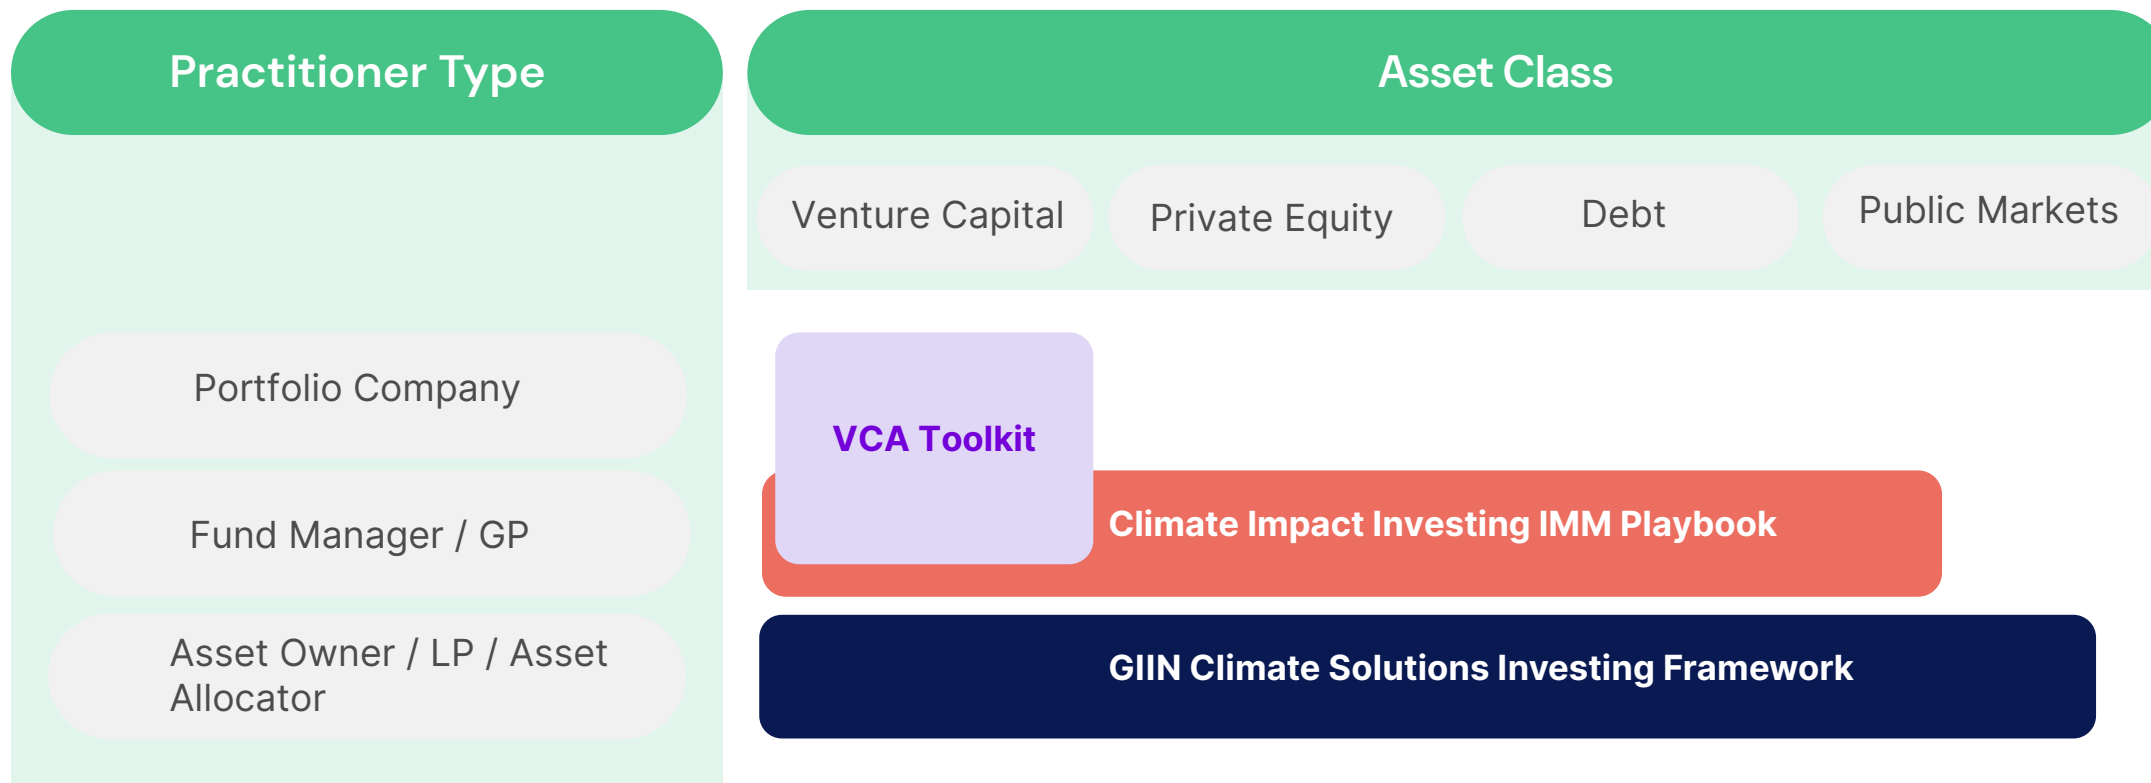 Practitioner Type
Asset Class
Venture Capital
Private Equity
Debt
Public Markets
Portfolio Company
VCA Toolkit
Fund Manager / GP
Climate Impact Investing IMM Playbook
Asset Owner / LP / Asset
Allocator
GIIN Climate Solutions Investing Framework